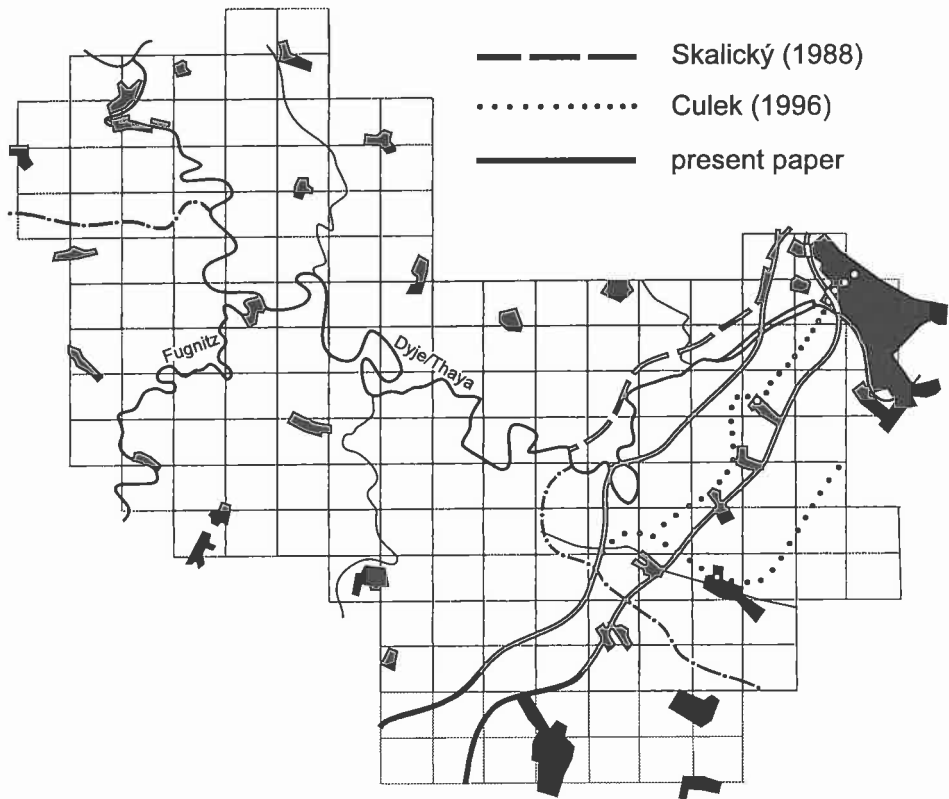 Skalický (1988)
Culek (1996)
present paper
Fugnitz
Dyje/Thaya